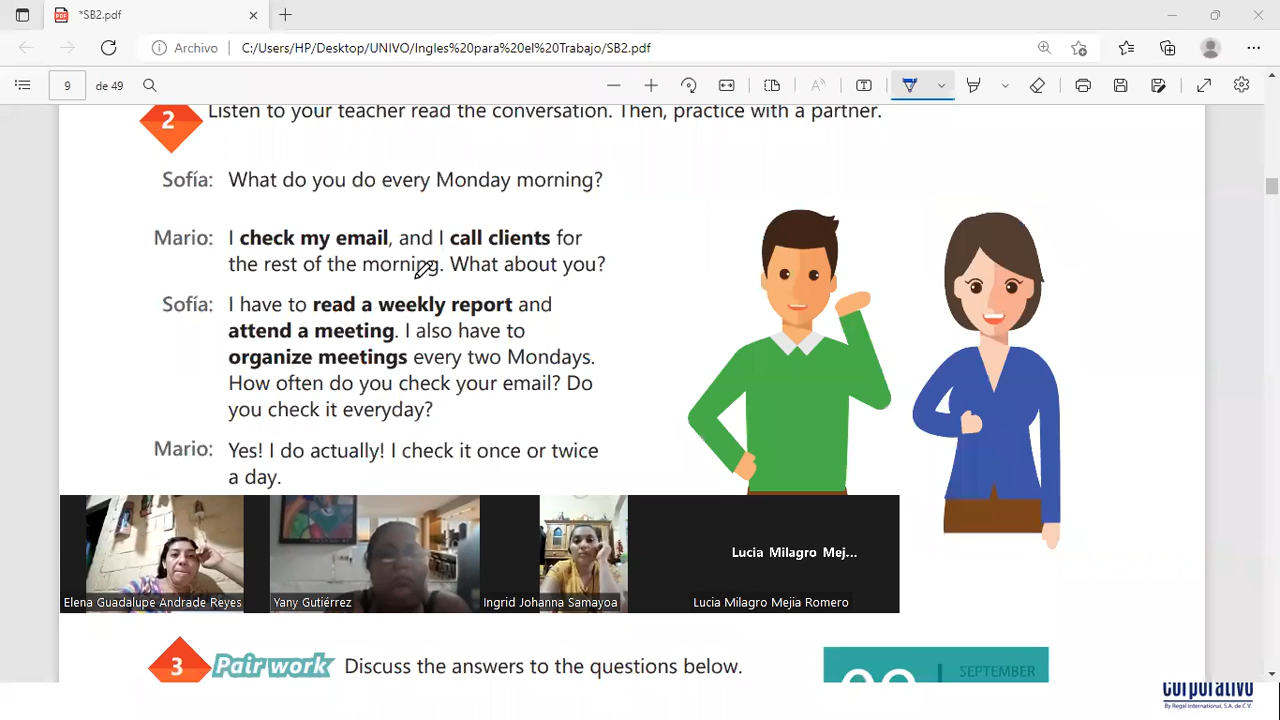 *SB2.pdf
Archivo C:/Users/HP/Desktop/UNIVO/Ingles%20para%20el%20Trabajo/SB2.pdf
9 de 49
2 Listen to your teacher read the conversation. Then, practice with a partner.
Sofía: What do you do every Monday morning?
Mario: I check my email, and I call clients for
the rest of the morning. What about you?
Sofía: I have to read a weekly report and
attend a meeting. I also have to
organize meetings every two Mondays.
How often do you check your email? Do
you check it everyday?
Mario: Yes! I do actually! I check it once or twice
a day.
Lucia Milagro Mej...
Elena Guadalupe Andrade Reyes
Yany Gutiérrez
Ingrid Johanna Samayoa
Lucia Milagro Mejia Romero
3 Pair work Discuss the answers to the questions below.
SEPTEMBER
Corporativo
By Regal International, S.A. de C.V.